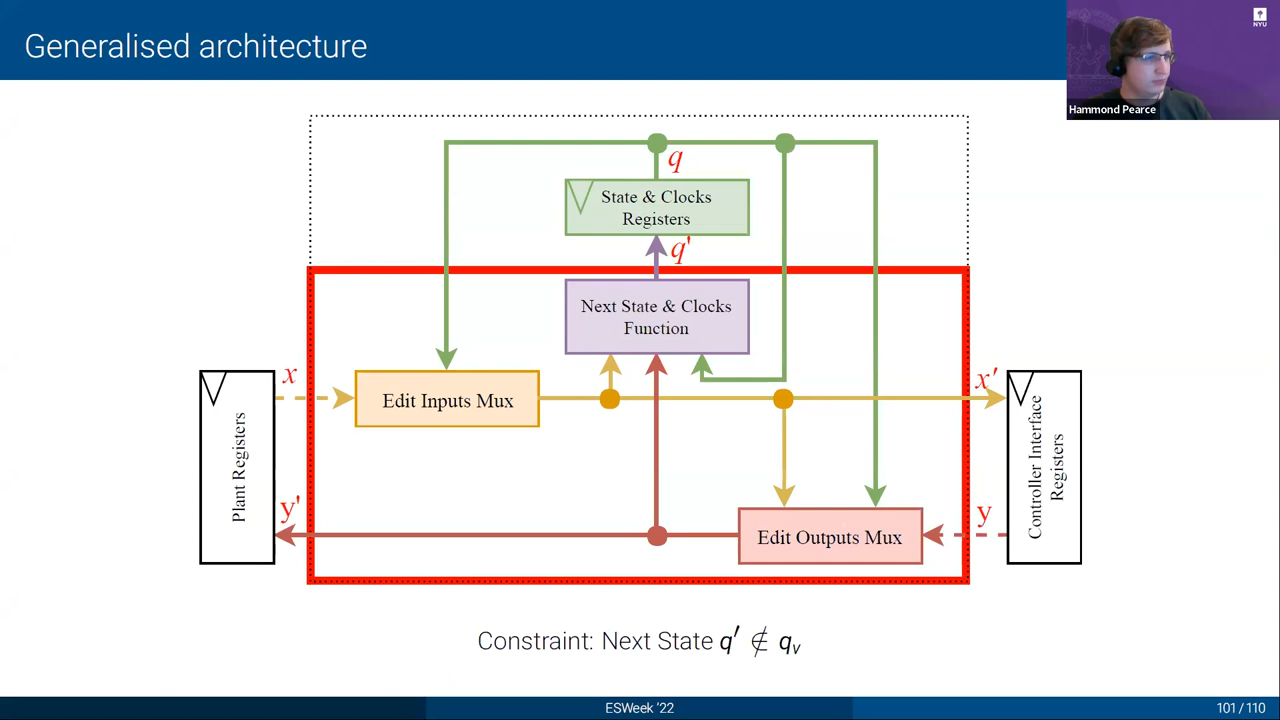 Generalised architecture
NYU
Hammond Pearce
q
State & Clocks
Registers
q'
Next State & Clocks
Function
x
Edit Inputs Mux
x'
Plant Registers
Controller Interface
Registers
y'
y
Edit Outputs Mux
Constraint: Next State q′ ∉ qᵥ
ESWeek '22
101 / 110